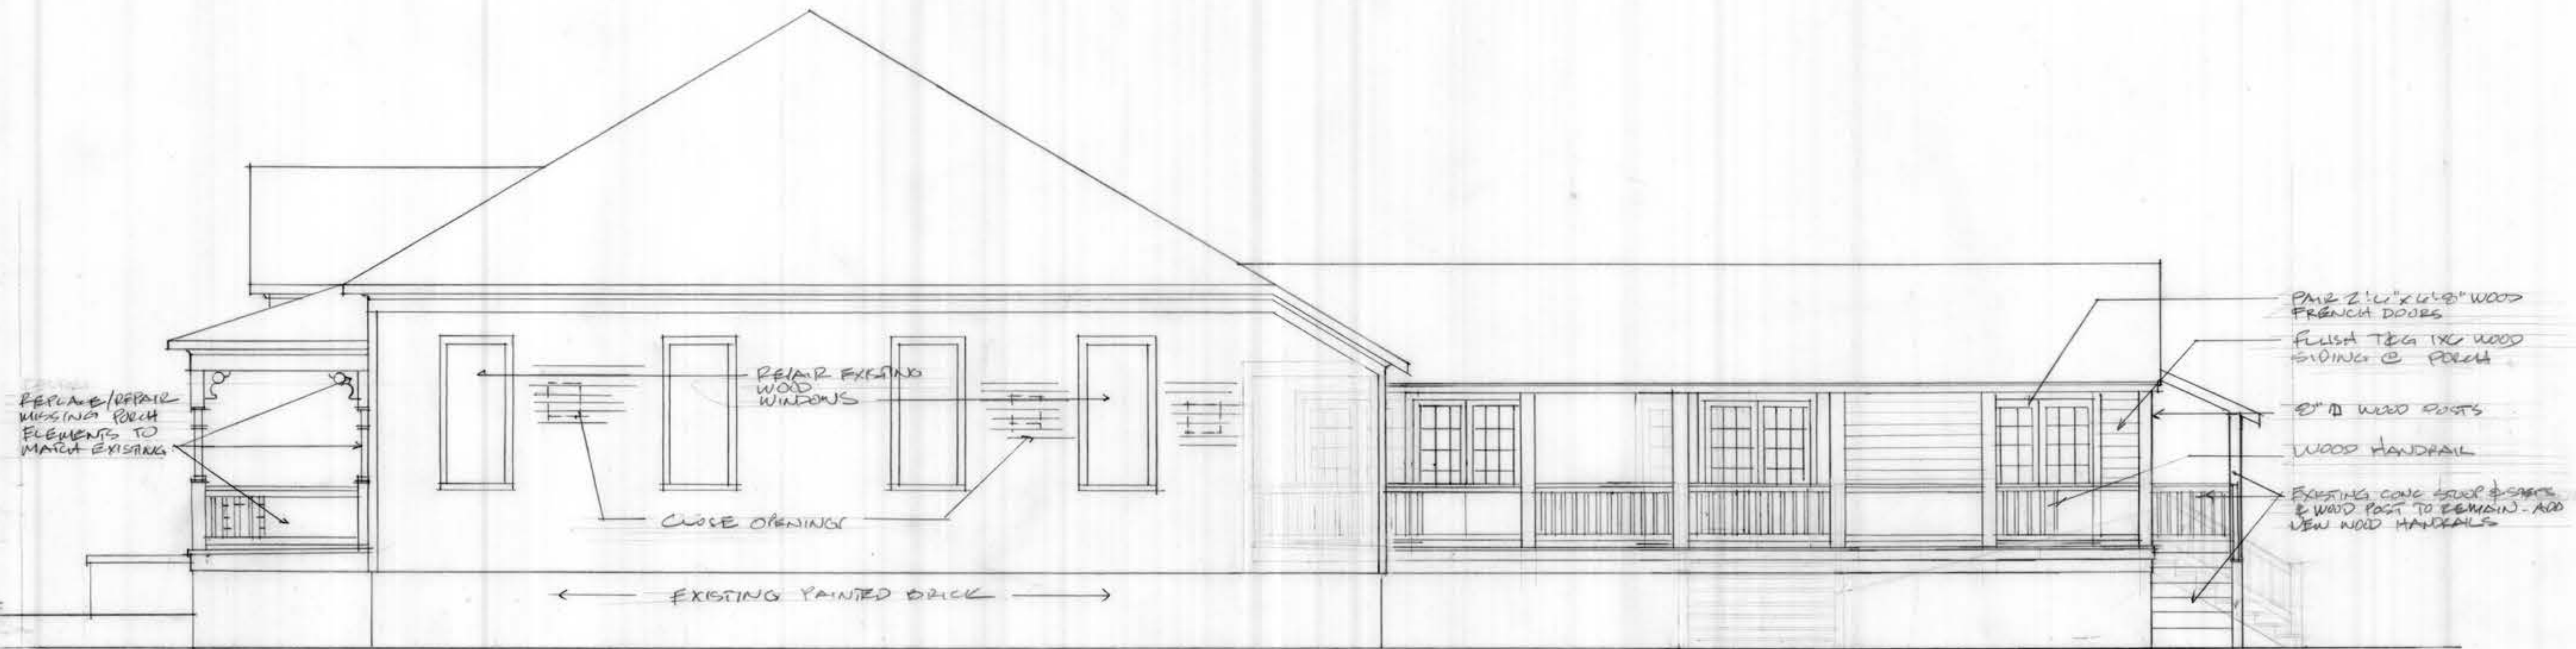 REPLACE/REPAIR
MISSING PORCH
ELEMENTS TO
MATCH EXISTING
REPAIR EXISTING
WOOD
WINDOWS
CLOSE OPENINGS
EXISTING PAINTED BRICK
PAIR 2'4"x6'8" WOOD
FRENCH DOORS
FLUSH T&G 1X6 WOOD
SIDING @ PORCH
8" WOOD POSTS
WOOD HANDRAIL
EXISTING CONC STOOP & STEPS
& WOOD POST TO REMAIN - ADD
NEW WOOD HANDRAILS